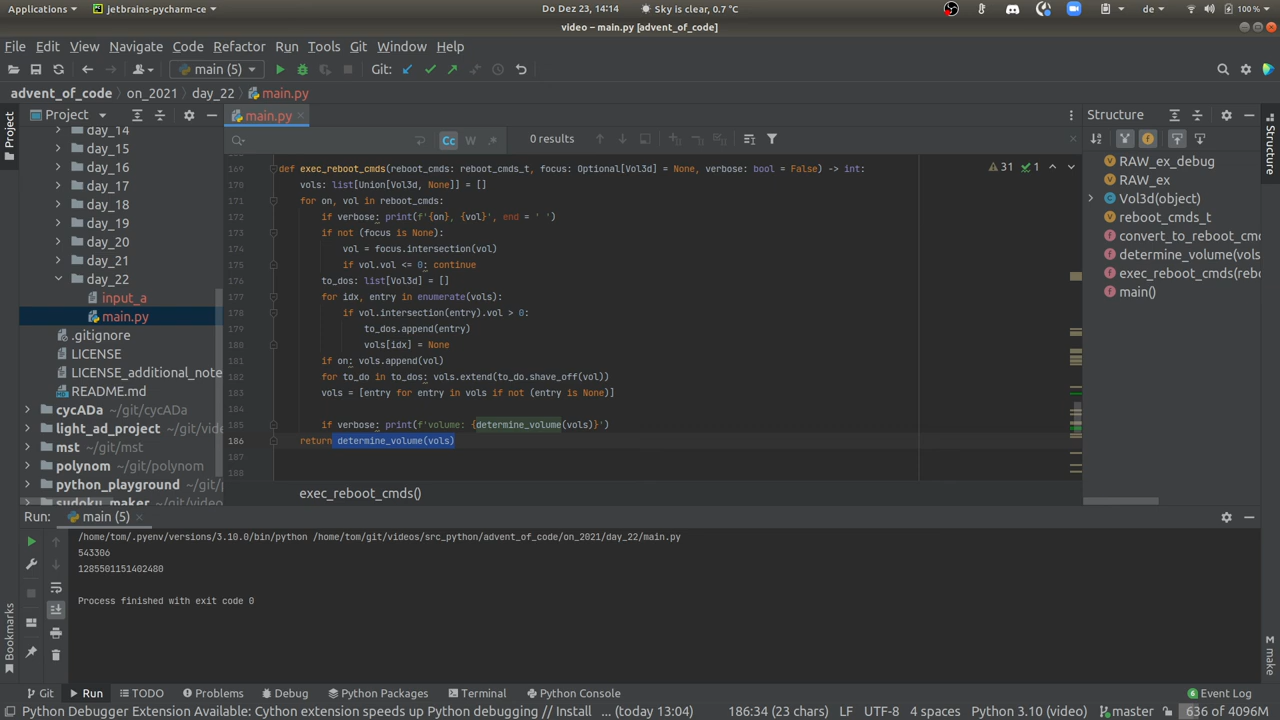 Applications jetbrains-pycharm-ce Do Dez 23, 14:14 Sky is clear, 0.7 °C de 100 %
video – main.py [advent_of_code]
File Edit View Navigate Code Refactor Run Tools Git Window Help
main (5) Git:
advent_of_code on_2021 day_22 main.py
Project main.py Structure
Cc W 0 results
day_14
day_15
day_16
day_17
day_18
day_19
day_20
day_21
day_22
input_a
main.py
.gitignore
LICENSE
LICENSE_additional_note
README.md
cycADa ~/git/cycADa
light_ad_project ~/git/
mst ~/git/mst
polynom ~/git/polynom
python_playground ~/git/
sudoku_maker ~/git/video
169 def exec_reboot_cmds(reboot_cmds: reboot_cmds_t, focus: Optional[Vol3d] = None, verbose: bool = False) -> int: 31 1
170 vols: list[Union[Vol3d, None]] = []
171 for on, vol in reboot_cmds:
172 if verbose: print(f'{on}, {vol}', end = ' ')
173 if not (focus is None):
174 vol = focus.intersection(vol)
175 if vol.vol <= 0: continue
176 to_dos: list[Vol3d] = []
177 for idx, entry in enumerate(vols):
178 if vol.intersection(entry).vol > 0:
179 to_dos.append(entry)
180 vols[idx] = None
181 if on: vols.append(vol)
182 for to_do in to_dos: vols.extend(to_do.shave_off(vol))
183 vols = [entry for entry in vols if not (entry is None)]
184
185 if verbose: print(f'volume: {determine_volume(vols)}')
186 return determine_volume(vols)
187
188
exec_reboot_cmds()
RAW_ex_debug
RAW_ex
Vol3d(object)
reboot_cmds_t
convert_to_reboot_cmd
determine_volume(vols
exec_reboot_cmds(rebo
main()
Run: main (5)
/home/tom/.pyenv/versions/3.10.0/bin/python /home/tom/git/videos/src_python/advent_of_code/on_2021/day_22/main.py
543306
1285501151402480
Process finished with exit code 0
Project
Bookmarks
Structure
make
Git Run TODO Problems Debug Python Packages Terminal Python Console 6 Event Log
Python Debugger Extension Available: Cython extension speeds up Python debugging // Install ... (today 13:04) 186:34 (23 chars) LF UTF-8 4 spaces Python 3.10 (video) master 636 of 4096M